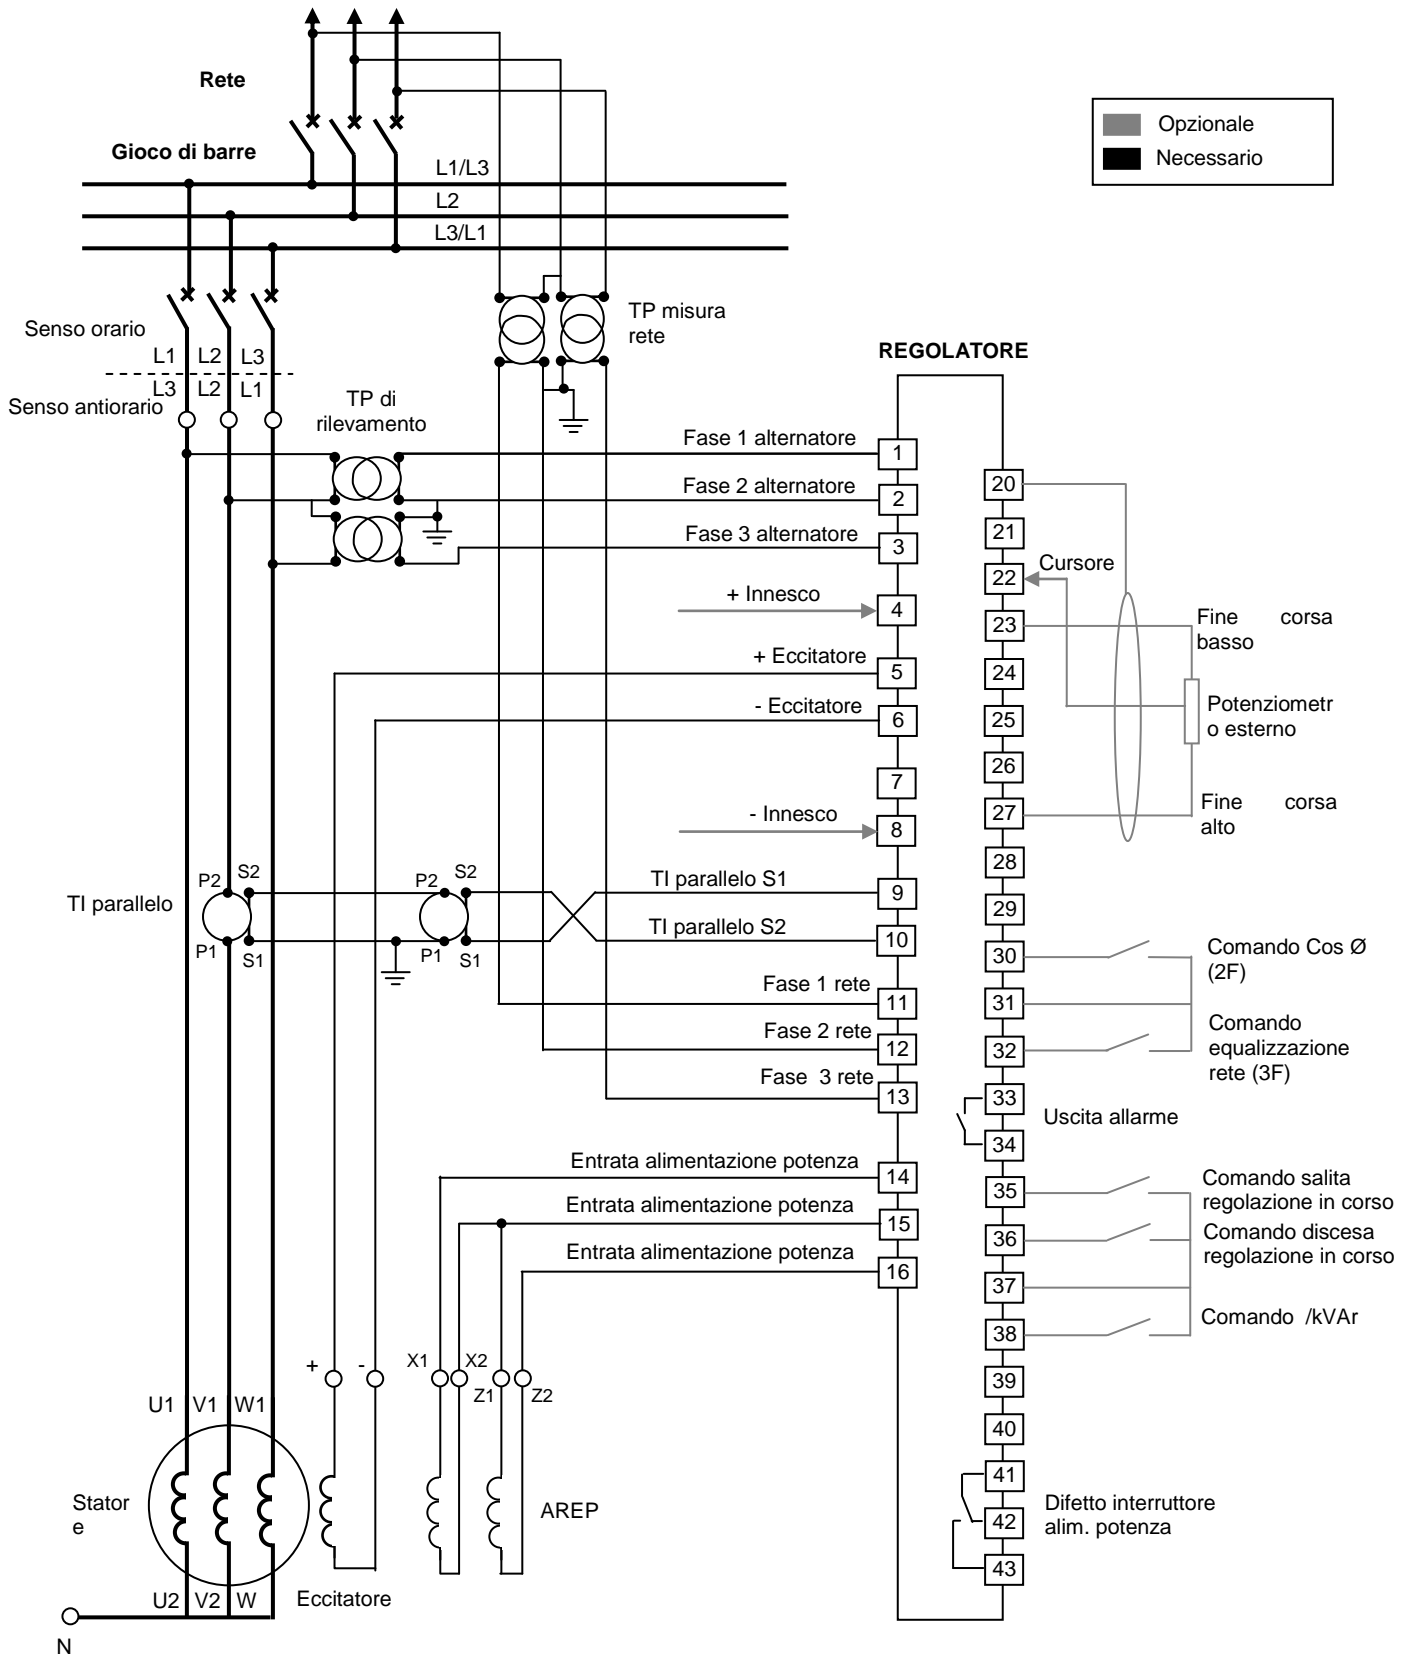 Rete
Opzionale
Necessario
Gioco di barre
L1/L3
L2
L3/L1
TP misura
rete
Senso orario
L1
L2
L3
L3
L2
L1
Senso antiorario
TP di
rilevamento
REGOLATORE
Fase 1 alternatore
1
Fase 2 alternatore
2
Fase 3 alternatore
3
+ Innesco
4
+ Eccitatore
5
- Eccitatore
6
7
- Innesco
8
TI parallelo
P2
S2
P1
S1
P2
S2
P1
S1
TI parallelo S1
9
TI parallelo S2
10
Fase 1 rete
11
Fase 2 rete
12
Fase 3 rete
13
Entrata alimentazione potenza
14
Entrata alimentazione potenza
15
Entrata alimentazione potenza
16
20
21
22
Cursore
23
Fine corsa
basso
24
25
Potenziometr
o esterno
26
27
Fine corsa
alto
28
29
30
Comando Cos Ø
(2F)
31
32
Comando
equalizzazione
rete (3F)
33
34
Uscita allarme
35
Comando salita
regolazione in corso
36
Comando discesa
regolazione in corso
37
38
Comando /kVAr
39
40
41
42
43
Difetto interruttore
alim. potenza
+
-
X1
X2
Z1
Z2
U1
V1
W1
Stator
e
AREP
U2
V2
W
Eccitatore
N